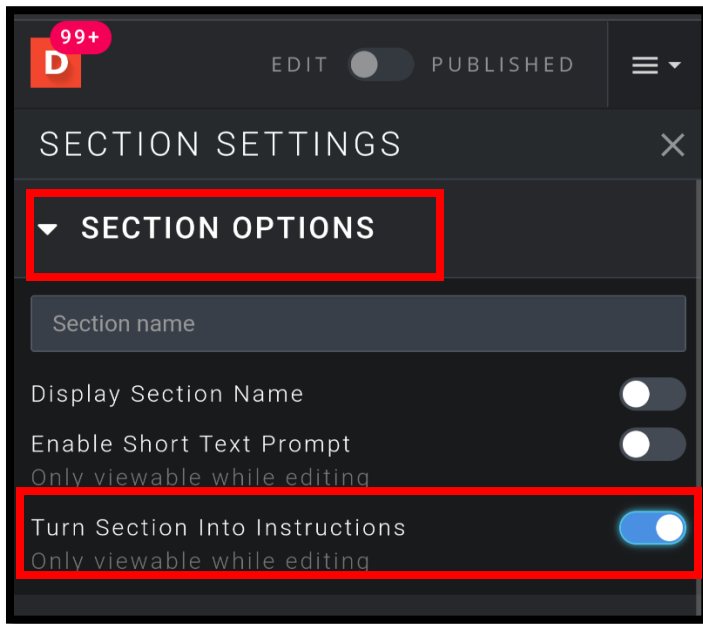 99+
D
EDIT PUBLISHED
SECTION SETTINGS
SECTION OPTIONS
Section name
Display Section Name
Enable Short Text Prompt
Only viewable while editing
Turn Section Into Instructions
Only viewable while editing